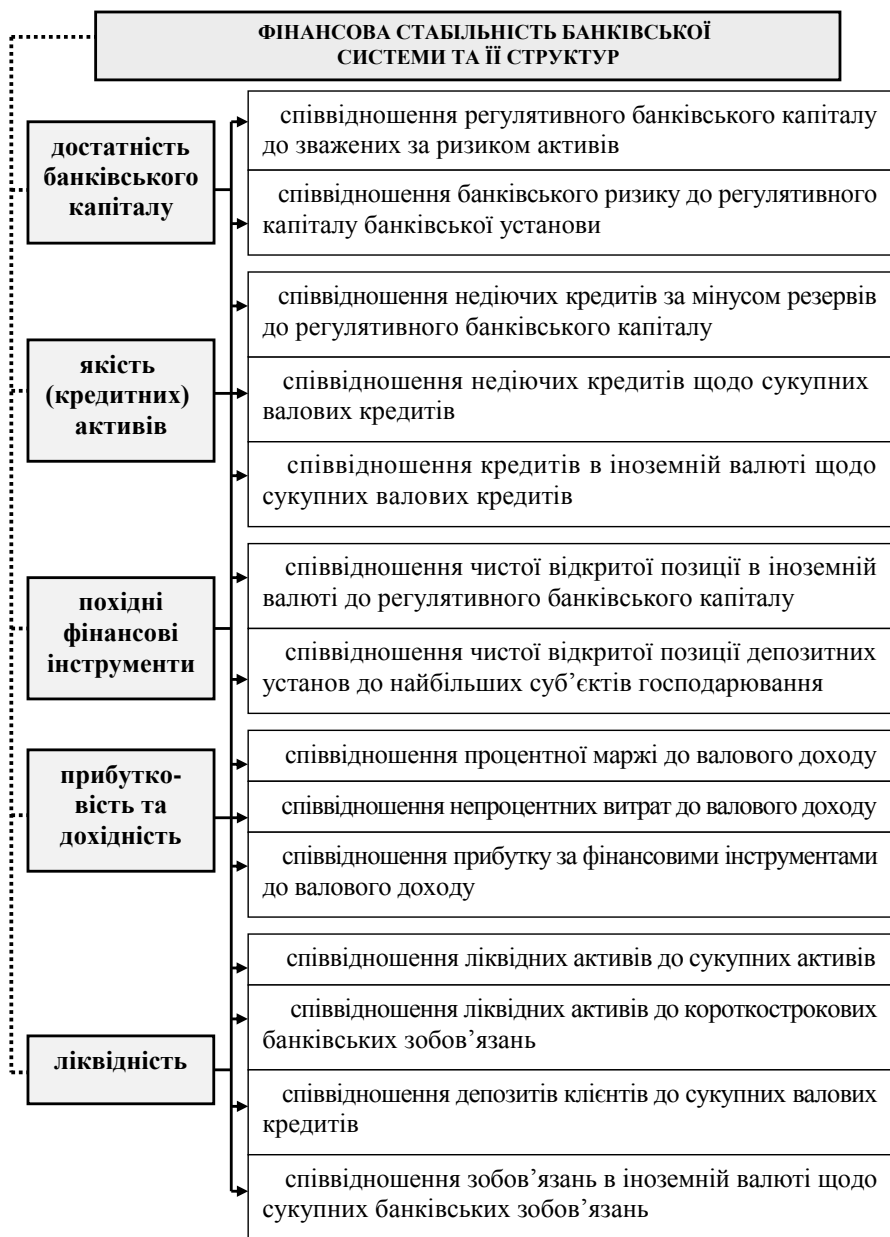 ФІНАНСОВА СТАБІЛЬНІСТЬ БАНКІВСЬКОЇ
СИСТЕМИ ТА ЇЇ СТРУКТУР
достатність
банківського
капіталу
співвідношення регулятивного банківського капіталу
до зважених за ризиком активів
співвідношення банківського ризику до регулятивного
капіталу банківської установи
якість
(кредитних)
активів
співвідношення недіючих кредитів за мінусом резервів
до регулятивного банківського капіталу
співвідношення недіючих кредитів щодо сукупних
валових кредитів
співвідношення кредитів в іноземній валюті щодо
сукупних валових кредитів
похідні
фінансові
інструменти
співвідношення чистої відкритої позиції в іноземній
валюті до регулятивного банківського капіталу
співвідношення чистої відкритої позиції депозитних
установ до найбільших суб’єктів господарювання
прибутко-
вість та
дохідність
співвідношення процентної маржі до валового доходу
співвідношення непроцентних витрат до валового доходу
співвідношення прибутку за фінансовими інструментами
до валового доходу
ліквідність
співвідношення ліквідних активів до сукупних активів
співвідношення ліквідних активів до короткострокових
банківських зобов’язань
співвідношення депозитів клієнтів до сукупних валових
кредитів
співвідношення зобов’язань в іноземній валюті щодо
сукупних банківських зобов’язань